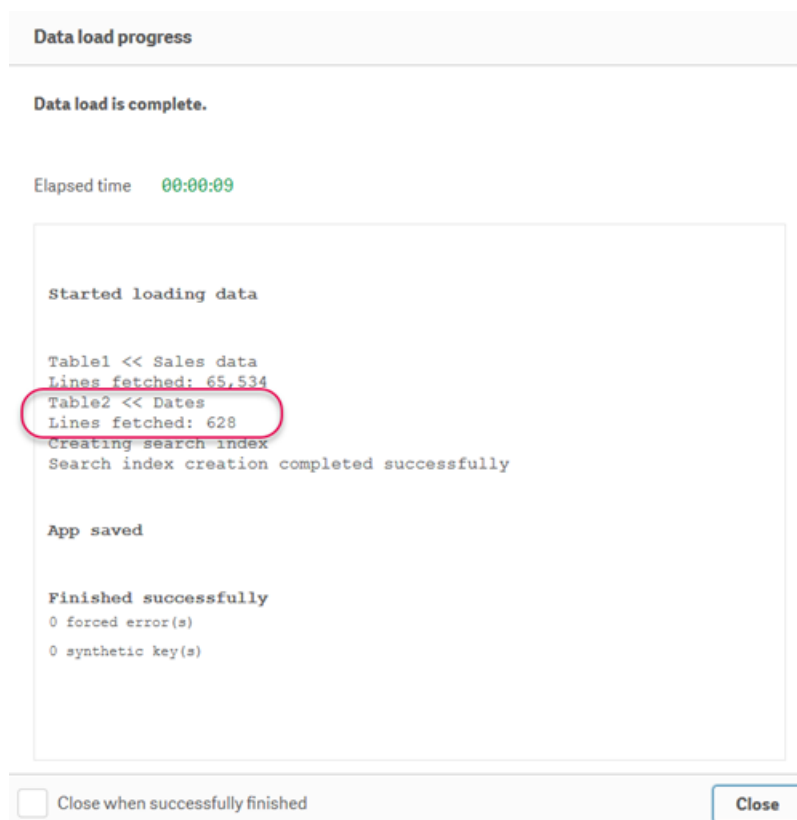 Data load progress
Data load is complete.
Elapsed time 00:00:09
Started loading data
Table1 << Sales data
Lines fetched: 65,534
Table2 << Dates
Lines fetched: 628
Creating search index
Search index creation completed successfully
App saved
Finished successfully
0 forced error(s)
0 synthetic key(s)
Close when successfully finished
Close